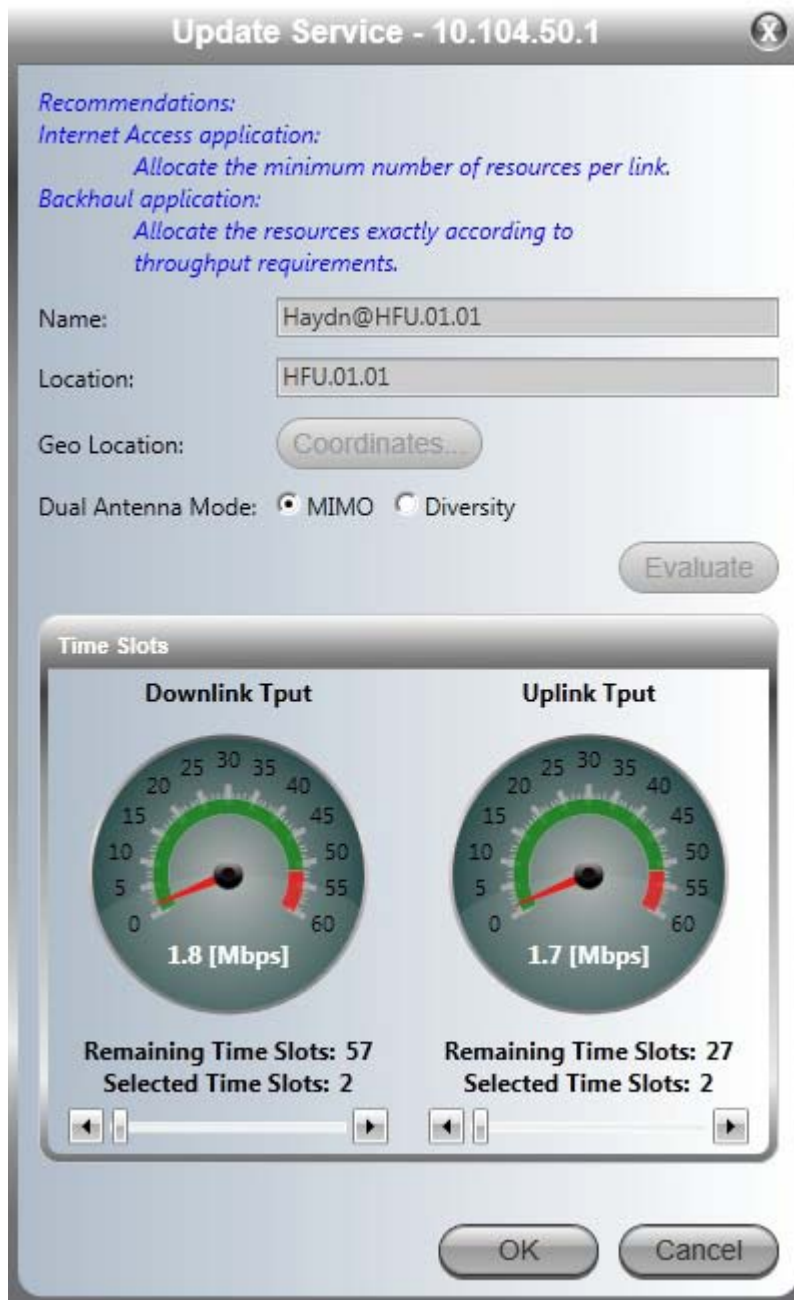 Update Service - 10.104.50.1
X
Recommendations:
Internet Access application:
Allocate the minimum number of resources per link.
Backhaul application:
Allocate the resources exactly according to
throughput requirements.
Name: Haydn@HFU.01.01
Location: HFU.01.01
Geo Location: Coordinates...
Dual Antenna Mode: MIMO Diversity
Evaluate
Time Slots
Downlink Tput
0 5 10 15 20 25 30 35 40 45 50 55 60
1.8 [Mbps]
Remaining Time Slots: 57
Selected Time Slots: 2
Uplink Tput
0 5 10 15 20 25 30 35 40 45 50 55 60
1.7 [Mbps]
Remaining Time Slots: 27
Selected Time Slots: 2
OK Cancel